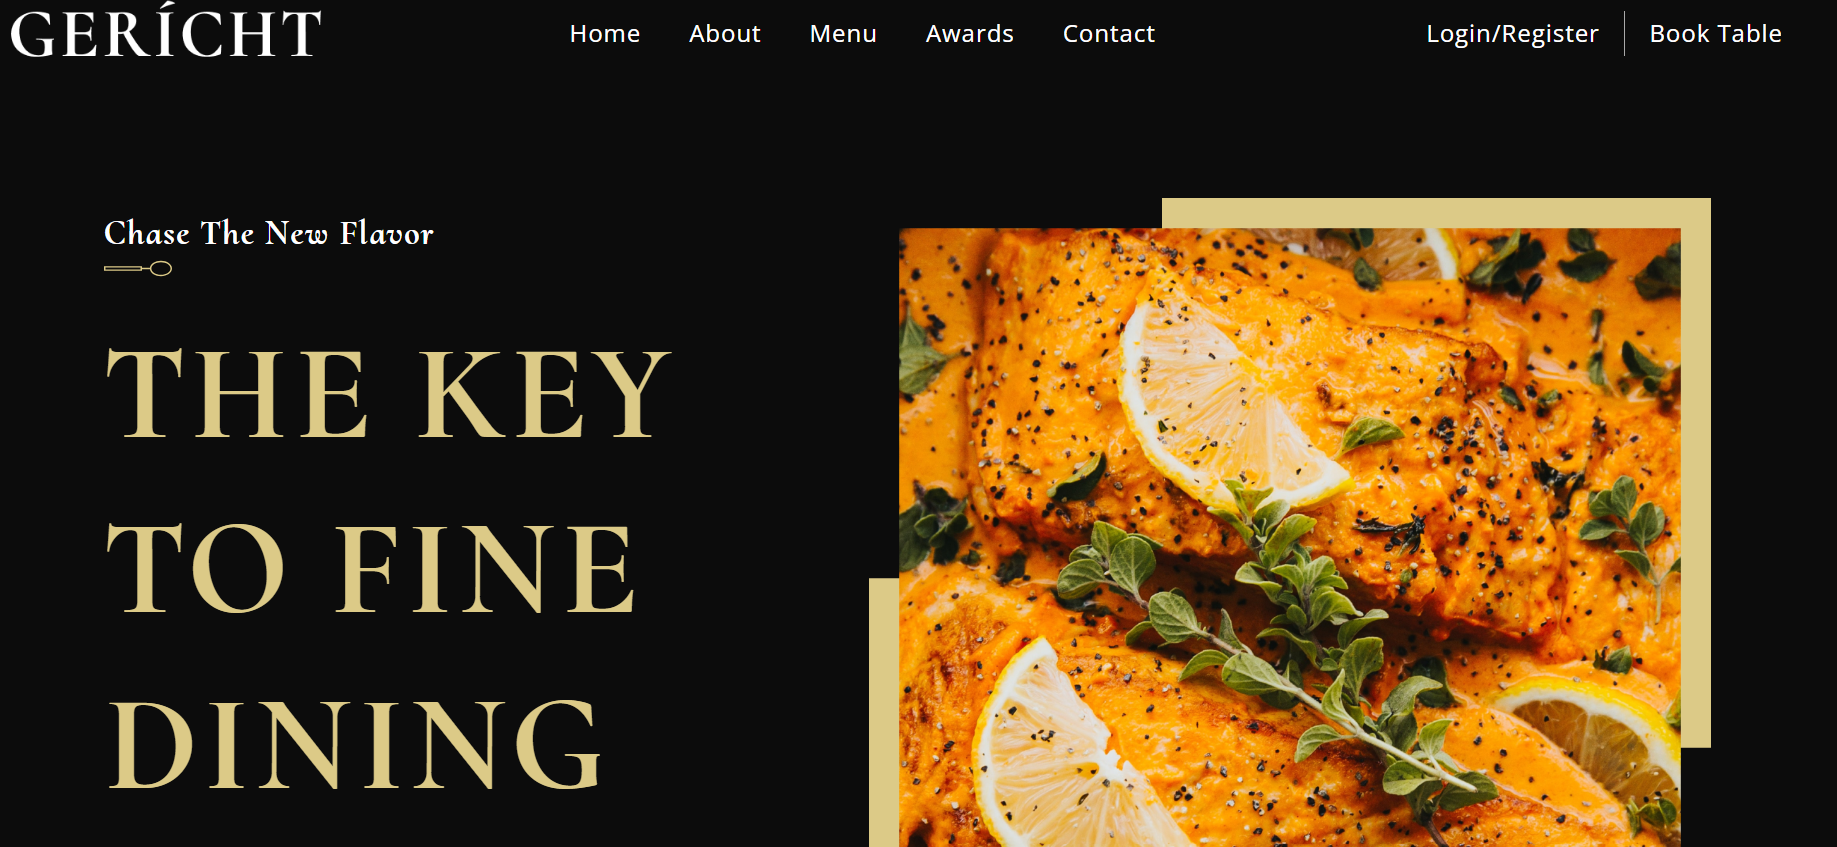 GERÍCHT
Home About Menu Awards Contact
Login/Register Book Table
Chase The New Flavor
THE KEY
TO FINE
DINING